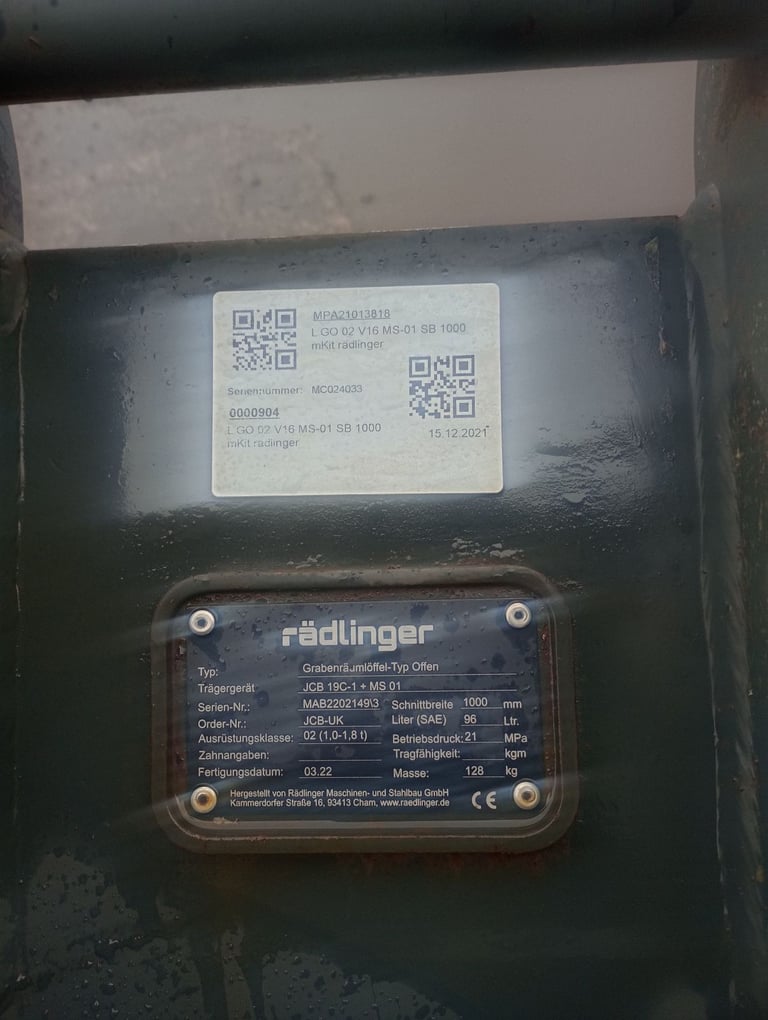 MPA21013818
L GO 02 V16 MS-01 SB 1000
mKit rädlinger
Seriennummer: MC024033
0000904
L GO 02 V16 MS-01 SB 1000
mKit rädlinger
15.12.2021
rädlinger
Typ: Grabenräumlöffel-Typ Offen
Trägergerät JCB 19C-1 + MS 01
Serien-Nr.: MAB2202149\3 Schnittbreite 1000 mm
Order-Nr.: JCB-UK Liter (SAE) 96 Ltr.
Ausrüstungsklasse: 02 (1,0-1,8 t) Betriebsdruck: 21 MPa
Zahnangaben: Tragfähigkeit: kgm
Fertigungsdatum: 03.22 Masse: 128 kg
Hergestellt von Rädlinger Maschinen- und Stahlbau GmbH
Kammerdorfer Straße 16, 93413 Cham, www.raedlinger.de
CE